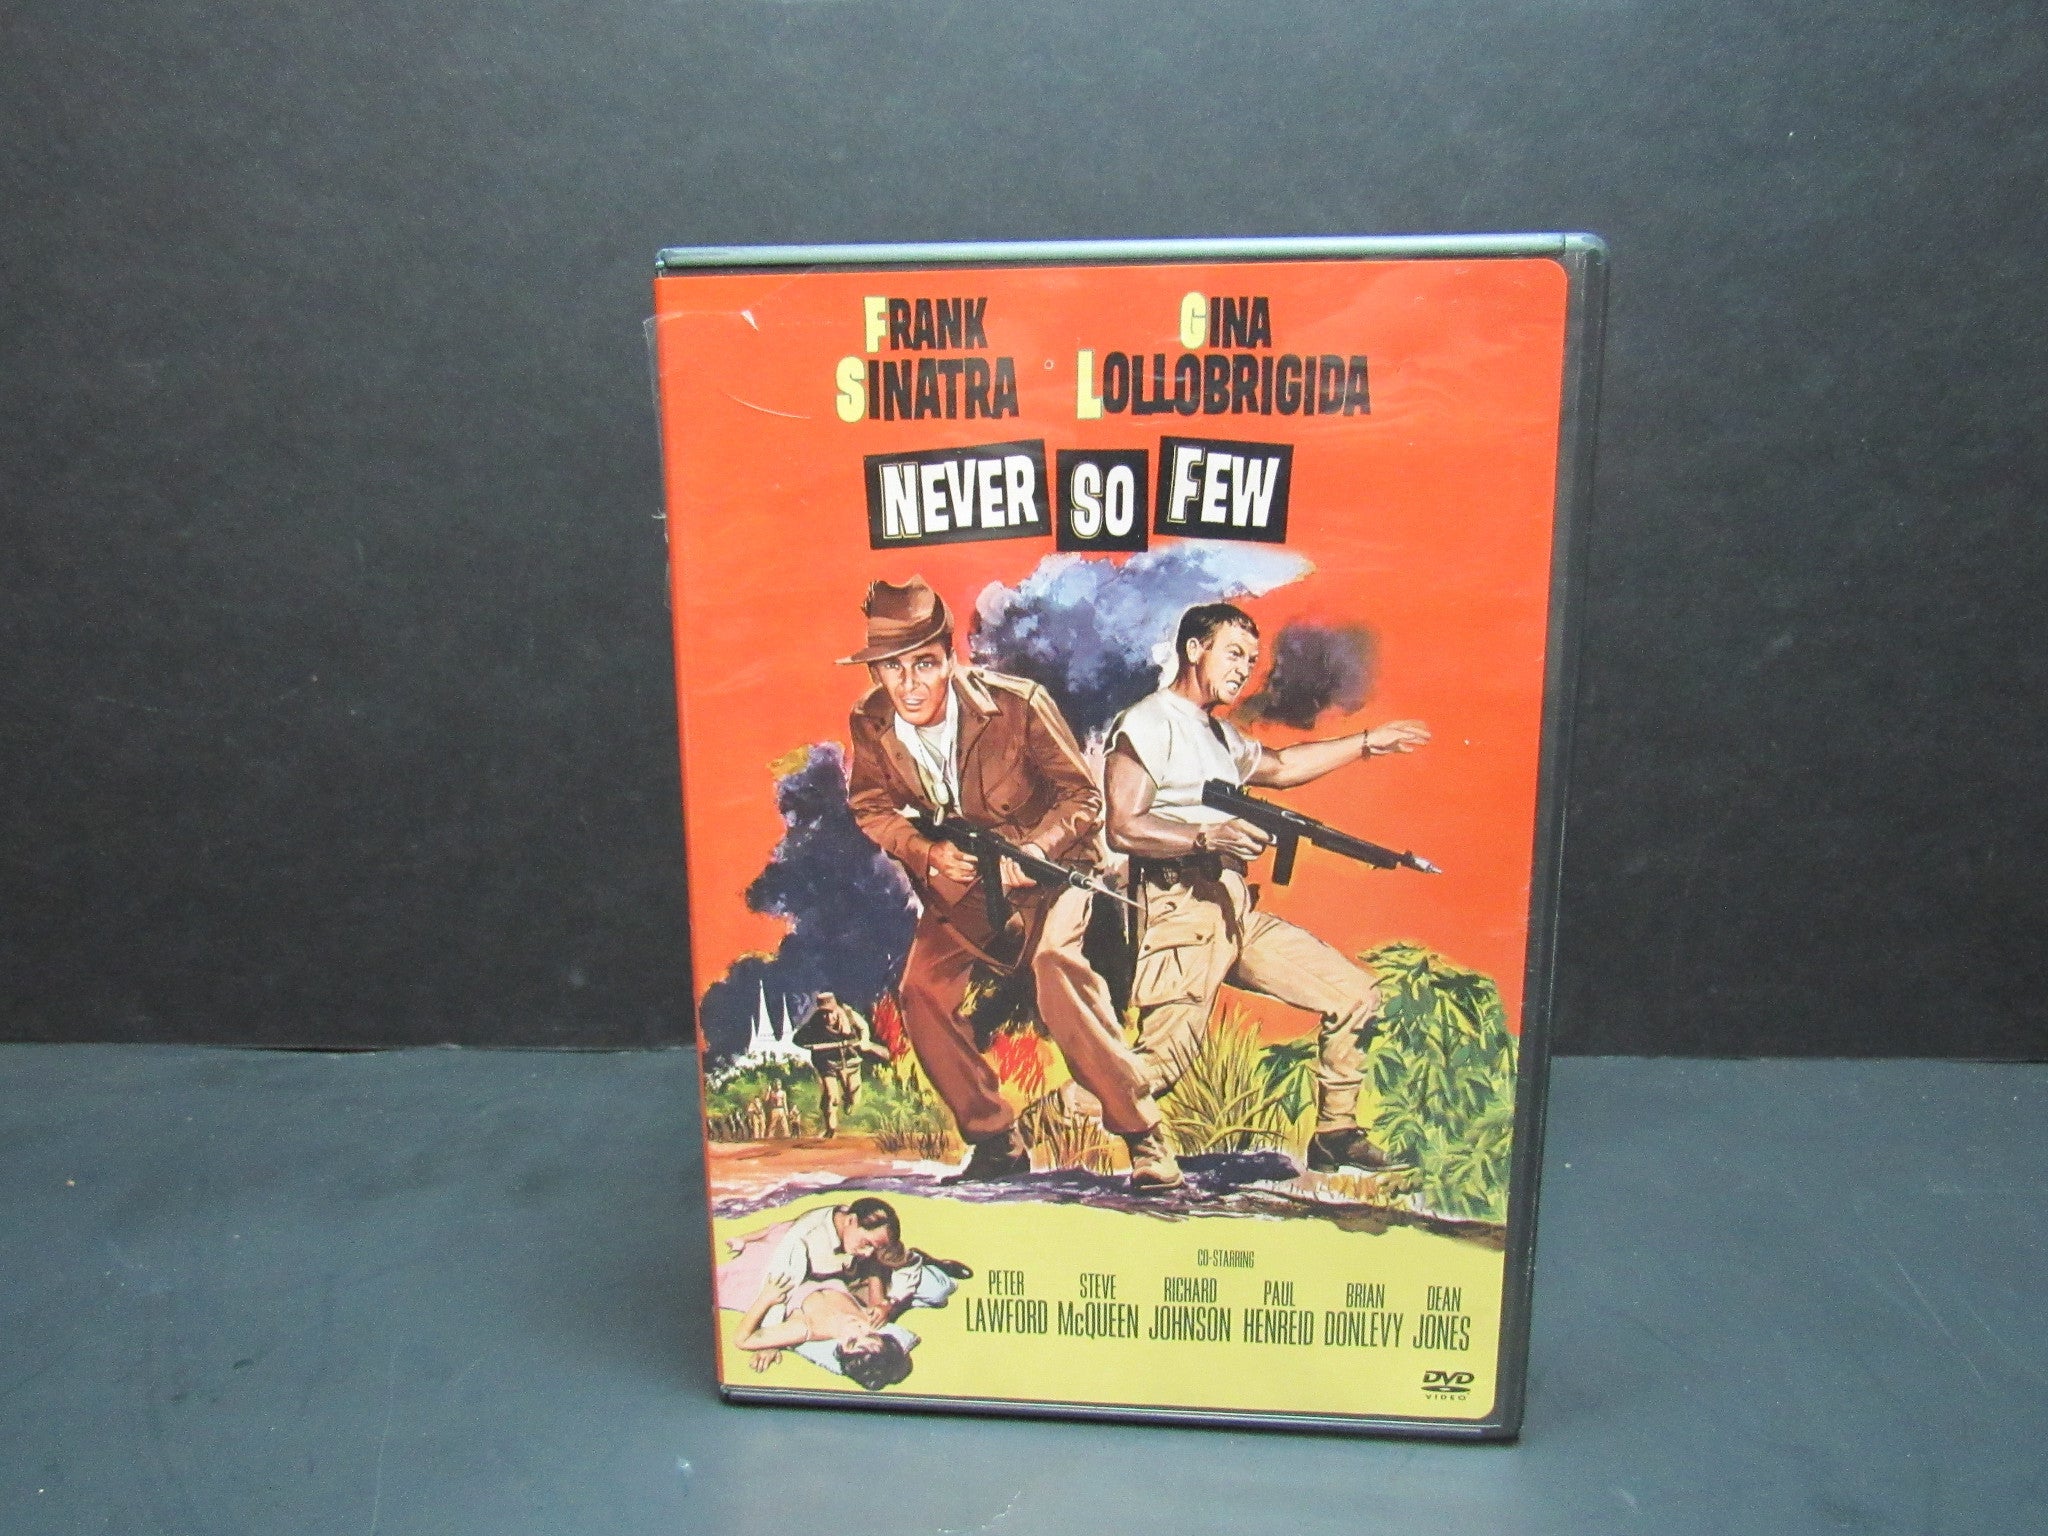 FRANK
SINATRA
GINA
LOLLOBRIGIDA
NEVER SO FEW
CO-STARRING
PETER
LAWFORD
STEVE
McQUEEN
RICHARD
JOHNSON
PAUL
HENREID
BRIAN
DONLEVY
DEAN
JONES
DVD
VIDEO